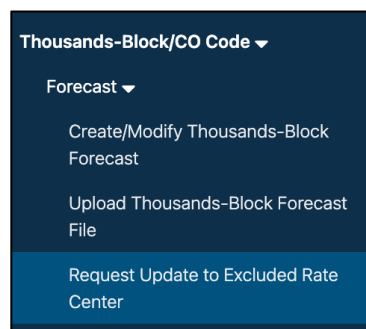 Thousands-Block/CO Code
Forecast
Create/Modify Thousands-Block
Forecast
Upload Thousands-Block Forecast
File
Request Update to Excluded Rate
Center